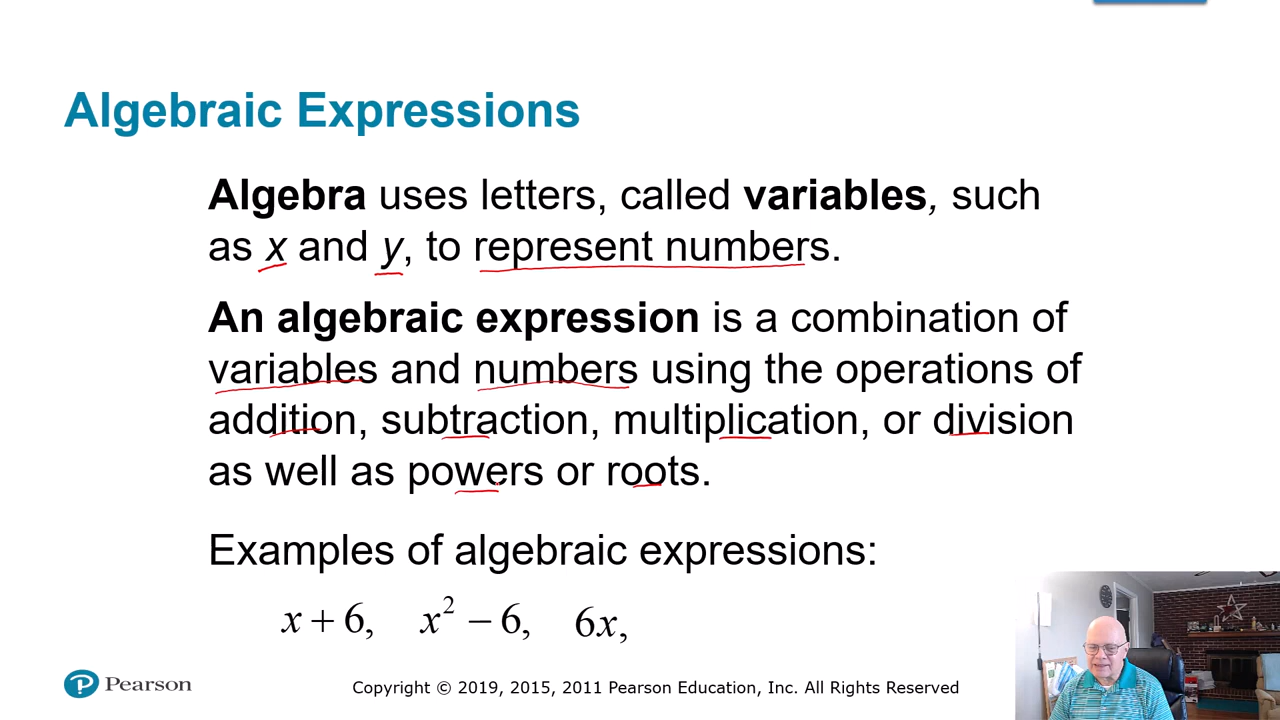 Algebraic Expressions
Algebra uses letters, called variables, such
as x and y, to represent numbers.
An algebraic expression is a combination of
variables and numbers using the operations of
addition, subtraction, multiplication, or division
as well as powers or roots.
Examples of algebraic expressions:
x + 6, x² − 6, 6x,
Pearson
Copyright © 2019, 2015, 2011 Pearson Education, Inc. All Rights Reserved